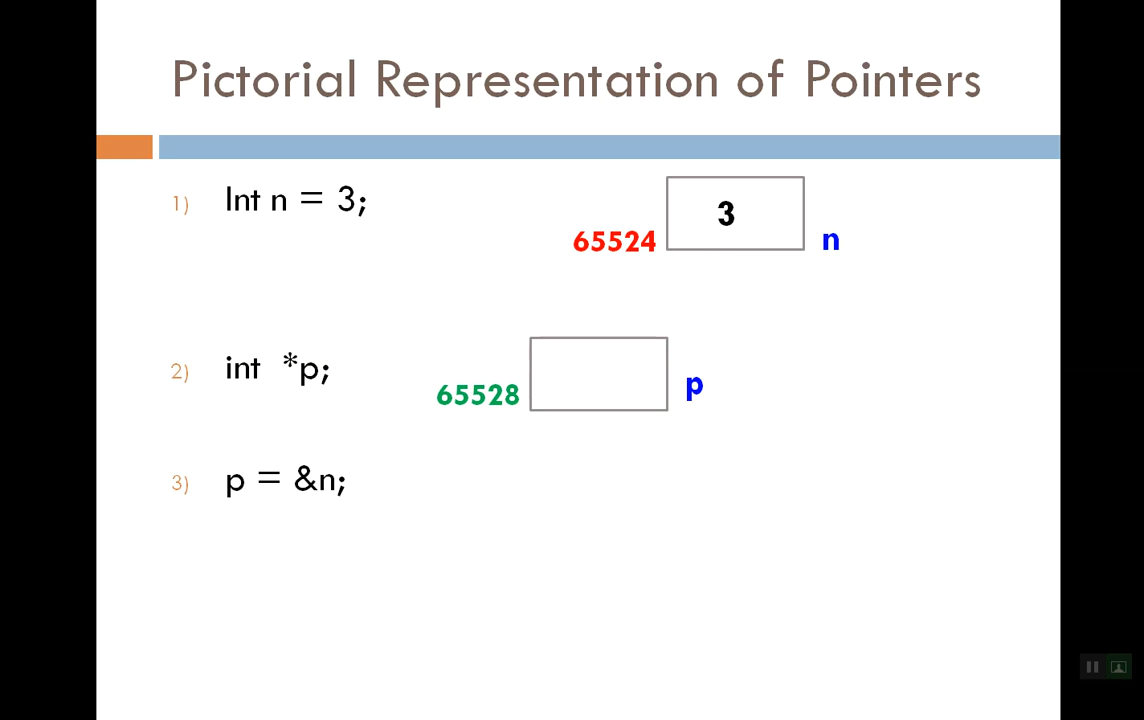 Pictorial Representation of Pointers
1) Int n = 3;
3
65524
n
2) int *p;
65528
p
3) p = &n;